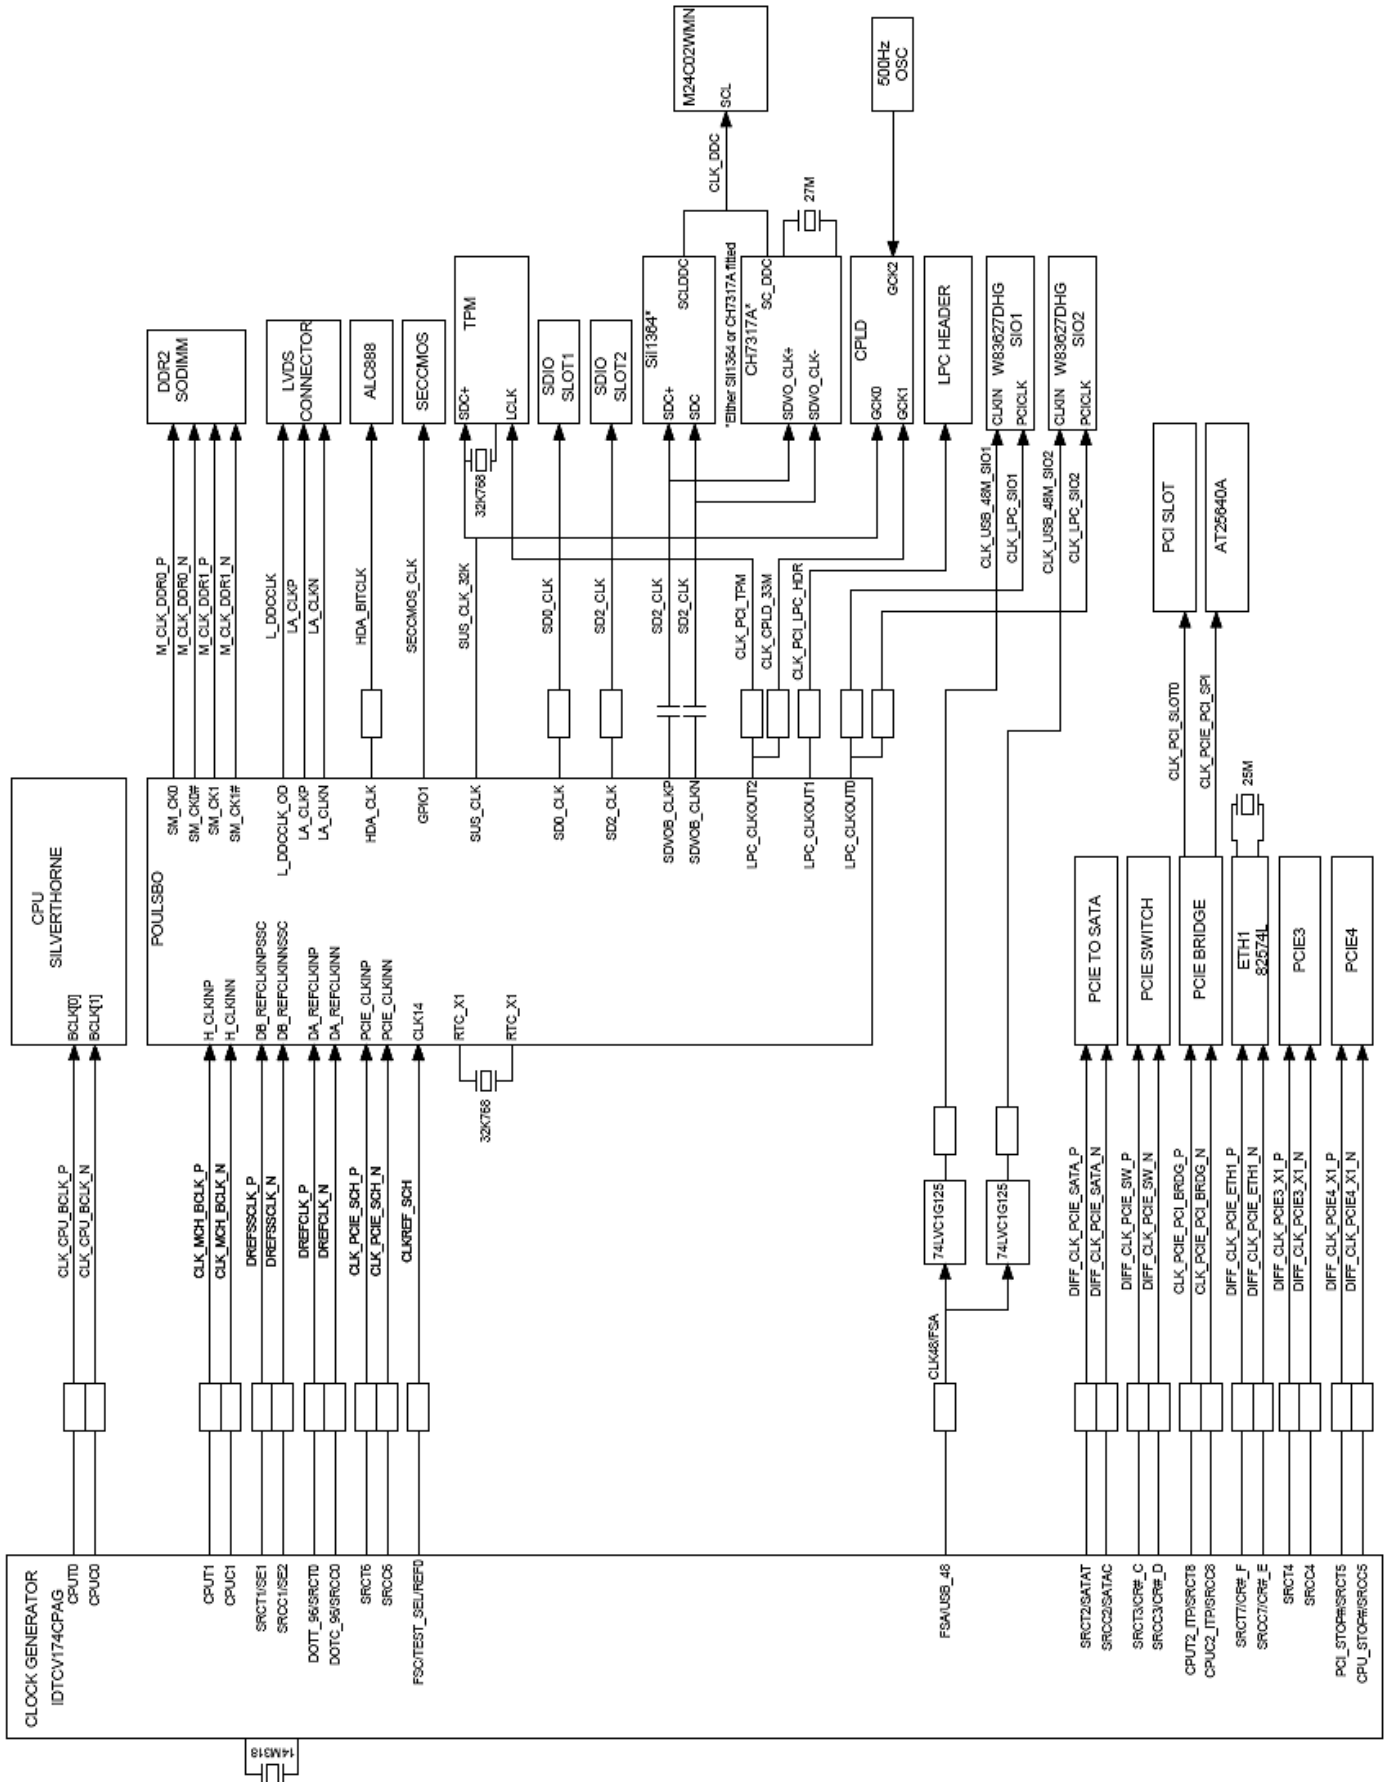 CLOCK GENERATOR
IDTCV174CPAG
14M318
CPUT0
CPUC0
CPUT1
CPUC1
SRCT1/SE1
SRCC1/SE2
DOTT_96/SRCT0
DOTC_96/SRCC0
SRCT6
SRCC6
FSC/TEST_SEL/REF0
FSA/USB_48
SRCT2/SATAT
SRCC2/SATAC
SRCT3/CR#_C
SRCC3/CR#_D
CPUT2_ITP/SRCT8
CPUC2_ITP/SRCC8
SRCT7/CR#_F
SRCC7/CR#_E
SRCT4
SRCC4
PCI_STOP#/SRCT5
CPU_STOP#/SRCC5
CLK_CPU_BCLK_P
CLK_CPU_BCLK_N
CLK_MCH_BCLK_P
CLK_MCH_BCLK_N
DREFSSCLK_P
DREFSSCLK_N
DREFCLK_P
DREFCLK_N
CLK_PCIE_SCH_P
CLK_PCIE_SCH_N
CLKREF_SCH
CLK48/FSA
74LVC1G125
74LVC1G125
DIFF_CLK_PCIE_SATA_P
DIFF_CLK_PCIE_SATA_N
DIFF_CLK_PCIE_SW_P
DIFF_CLK_PCIE_SW_N
CLK_PCIE_PCI_BRDG_P
CLK_PCIE_PCI_BRDG_N
DIFF_CLK_PCIE_ETH1_P
DIFF_CLK_PCIE_ETH1_N
DIFF_CLK_PCIE3_X1_P
DIFF_CLK_PCIE3_X1_N
DIFF_CLK_PCIE4_X1_P
DIFF_CLK_PCIE4_X1_N
CPU
SILVERTHORNE
BCLK[0]
BCLK[1]
POULSBO
H_CLKINP
H_CLKINN
DB_REFCLKINPSSC
DB_REFCLKINNSSC
DA_REFCLKINP
DA_REFCLKINN
PCIE_CLKINP
PCIE_CLKINN
CLK14
RTC_X1
RTC_X1
32K768
SM_CK0
SM_CK0#
SM_CK1
SM_CK1#
L_DDCCLK_OD
LA_CLKP
LA_CLKN
HDA_CLK
GPIO1
SUS_CLK
SD0_CLK
SD2_CLK
SDVOB_CLKP
SDVOB_CLKN
LPC_CLKOUT2
LPC_CLKOUT1
LPC_CLKOUT0
PCIE TO SATA
PCIE SWITCH
PCIE BRIDGE
ETH1
82574L
PCIE3
PCIE4
25M
M_CLK_DDR0_P
M_CLK_DDR0_N
M_CLK_DDR1_P
M_CLK_DDR1_N
L_DDCCLK
LA_CLKP
LA_CLKN
HDA_BITCLK
SECCMOS_CLK
SUS_CLK_32K
SD0_CLK
SD2_CLK
SD2_CLK
SD2_CLK
CLK_PCI_TPM
CLK_CPLD_33M
CLK_PCI_LPC_HDR
CLK_USB_48M_SIO1
CLK_LPC_SIO1
CLK_USB_48M_SIO2
CLK_LPC_SIO2
CLK_PCI_SLOT0
CLK_PCIE_PCI_SPI
PCI SLOT
AT25640A
DDR2
SODIMM
LVDS
CONNECTOR
ALC888
SECCMOS
TPM
SDC+
LCLK
32K768
SDIO
SLOT1
SDIO
SLOT2
Sil1364*
SDC+
SDC
SCLDDC
*Either Sil1364 or CH7317A fitted
CH7317A*
SDVO_CLK+
SDVO_CLK-
SC_DDC
27M
CPLD
GCK0
GCK1
GCK2
LPC HEADER
CLKIN W83627DHG
SIO1
PCICLK
CLKIN W83627DHG
SIO2
PCICLK
CLK_DDC
M24C02WMN
SCL
500Hz
OSC